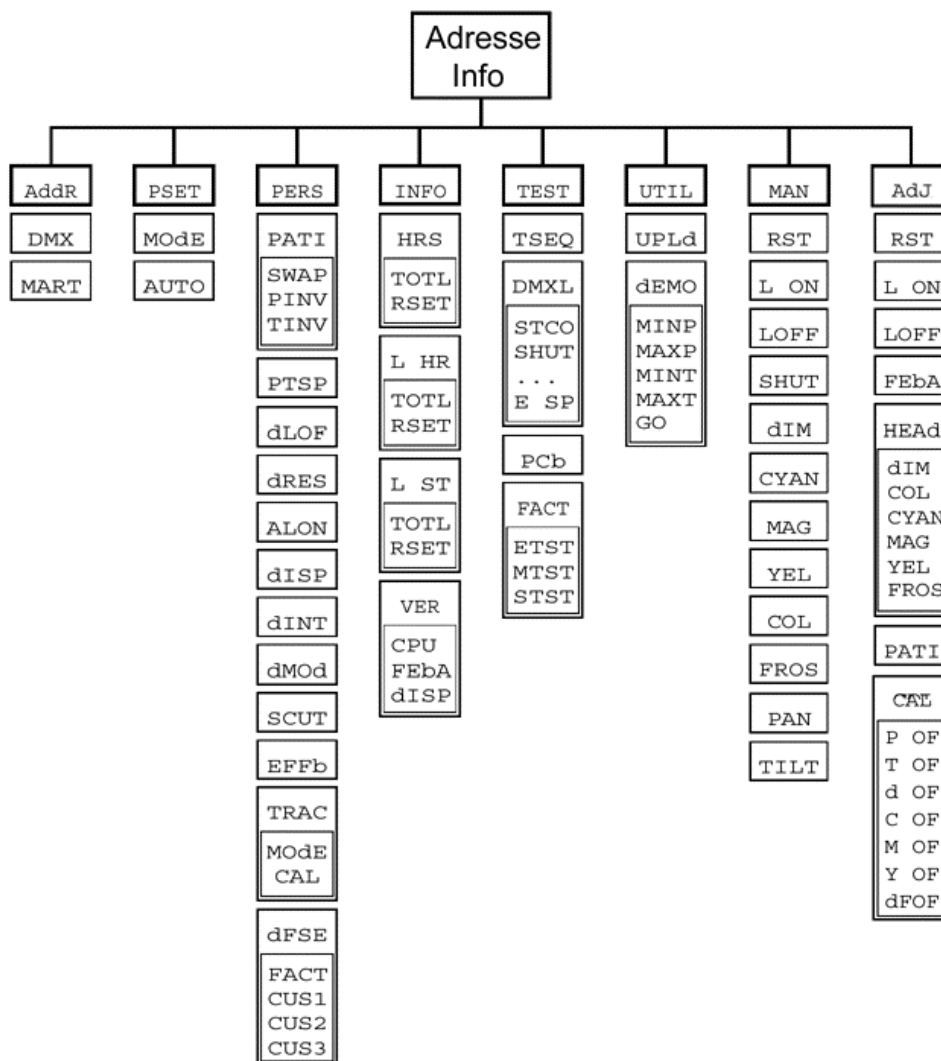 Adresse
Info
AddR
DMX
MART
PSET
MOdE
AUTO
PERS
PATI
SWAP
PINV
TINV
PTSP
dLOF
dRES
ALON
dISP
dINT
dMOd
SCUT
EFFb
TRAC
MOdE
CAL
dFSE
FACT
CUS1
CUS2
CUS3
INFO
HRS
TOTL
RSET
L HR
TOTL
RSET
L ST
TOTL
RSET
VER
CPU
FEbA
dISP
TEST
TSEQ
DMXL
STCO
SHUT
...
E SP
PCb
FACT
ETST
MTST
STST
UTIL
UPLd
dEMO
MINP
MAXP
MINT
MAXT
GO
MAN
RST
L ON
LOFF
SHUT
dIM
CYAN
MAG
YEL
COL
FROS
PAN
TILT
AdJ
RST
L ON
LOFF
FEbA
HEAd
dIM
COL
CYAN
MAG
YEL
FROS
PATI
CAL
P OF
T OF
d OF
C OF
M OF
Y OF
dFOF